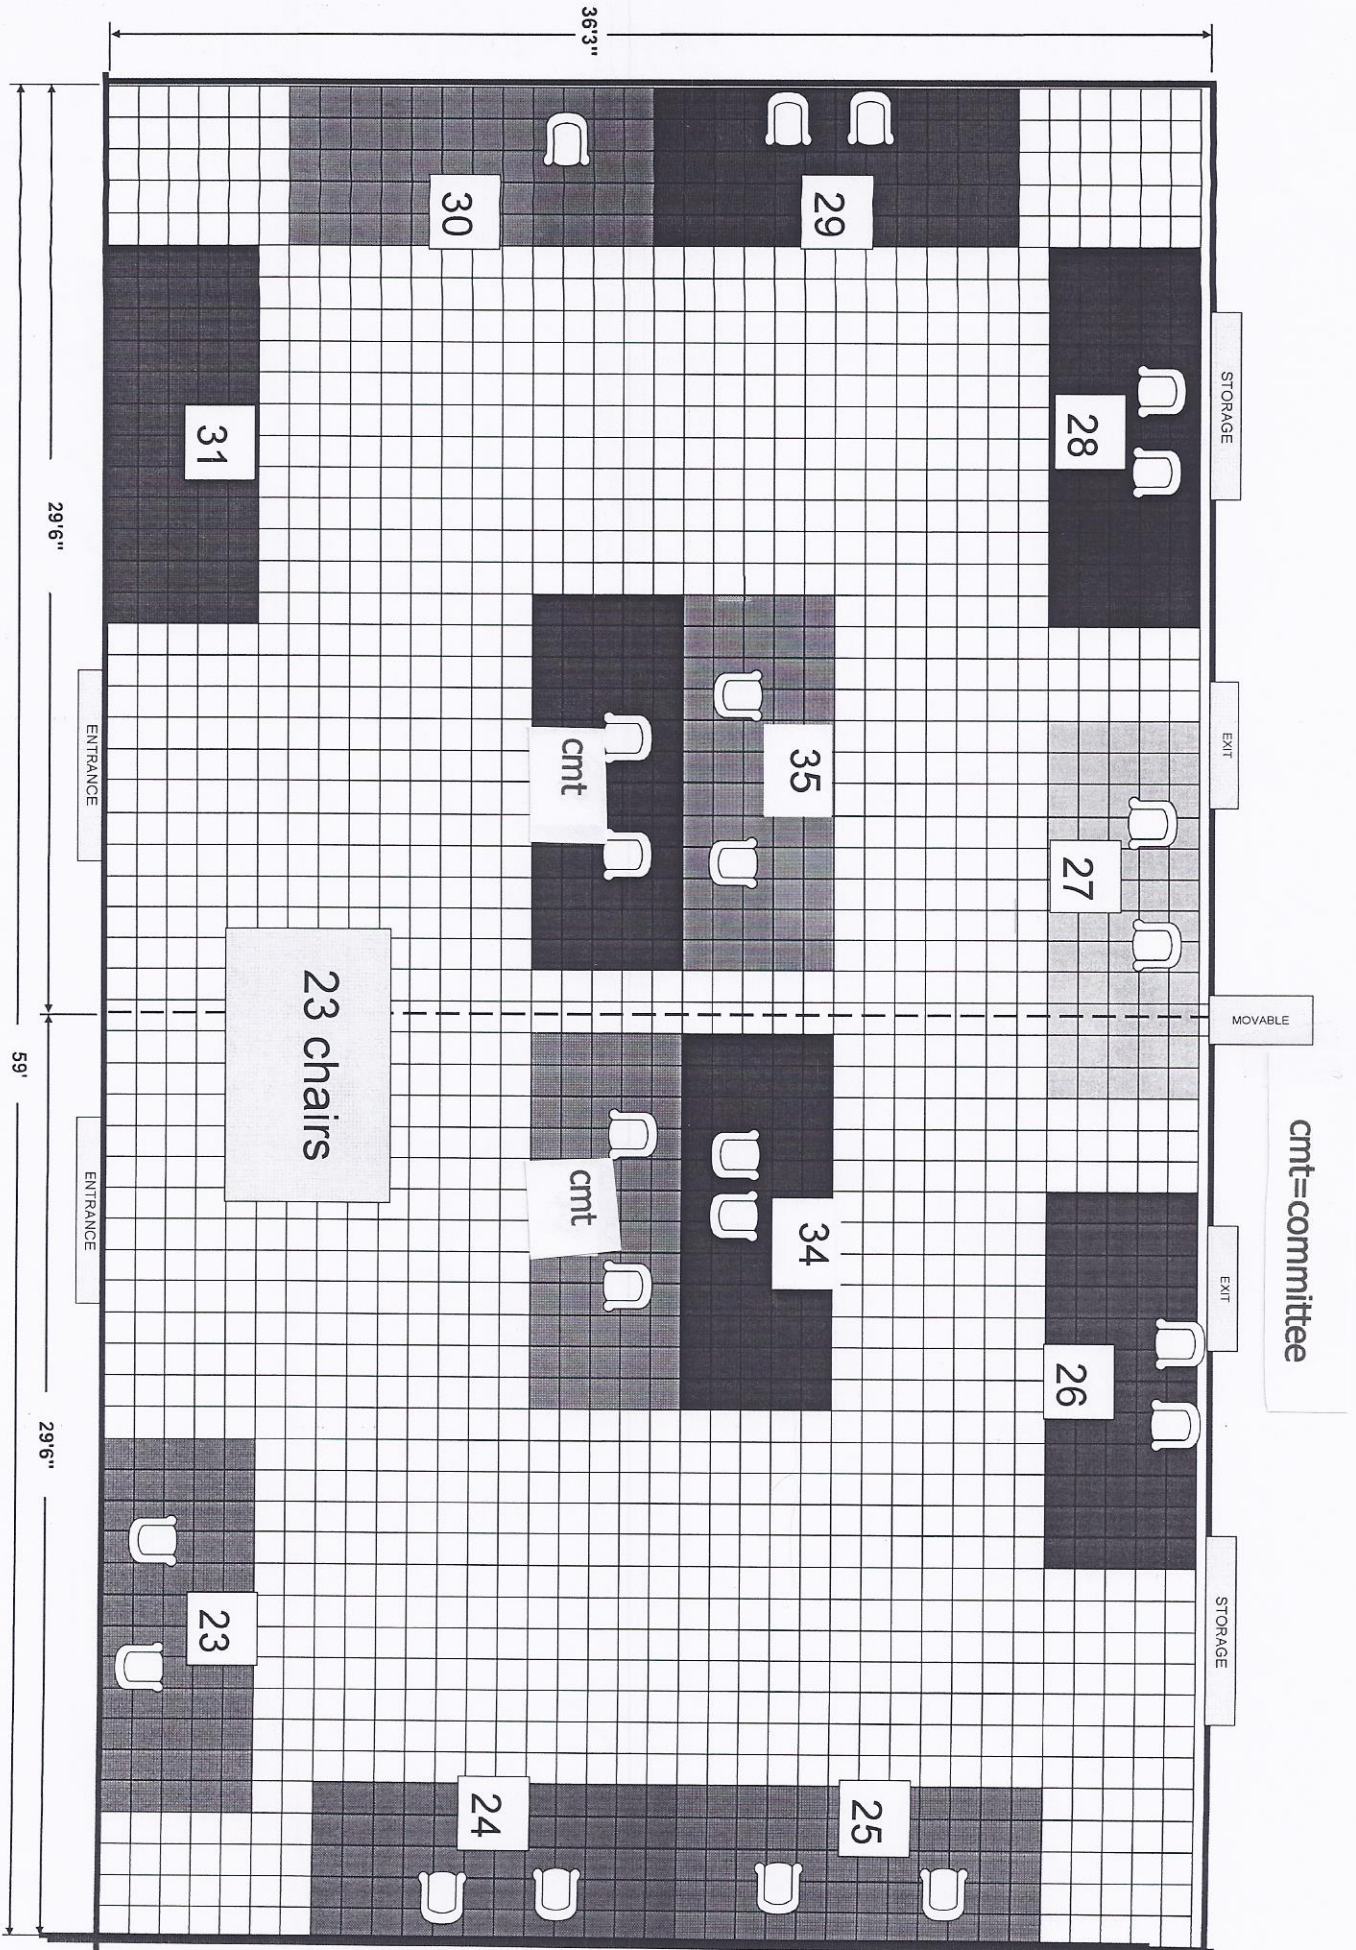 cmt=committee
STORAGE
EXIT
MOVABLE
EXIT
STORAGE
28
27
26
29
35
34
25
30
cmt
cmt
24
31
23 chairs
23
ENTRANCE
ENTRANCE
36'3"
29'6"
29'6"
59'